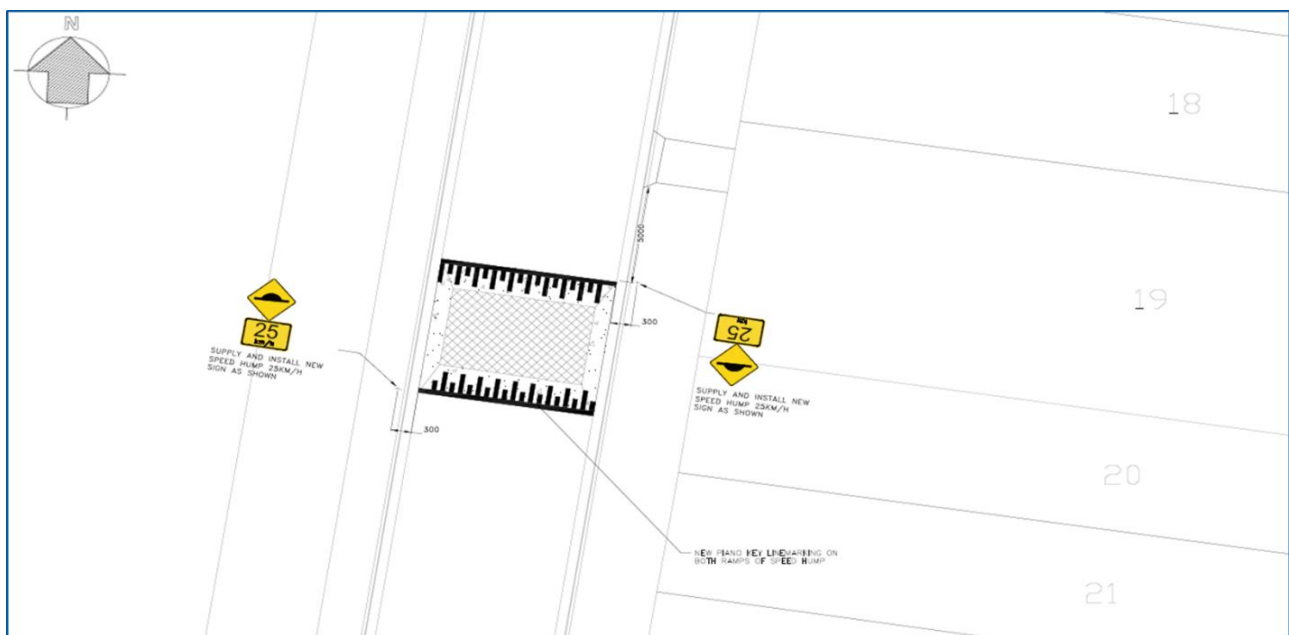 N
18
5000
19
25
km/h
SUPPLY AND INSTALL NEW
SPEED HUMP 25KM/H
SIGN AS SHOWN
300
25
km/h
SUPPLY AND INSTALL NEW
SPEED HUMP 25KM/H
SIGN AS SHOWN
300
20
NEW PIANO KEY LINEMARKING ON
BOTH RAMPS OF SPEED HUMP
21